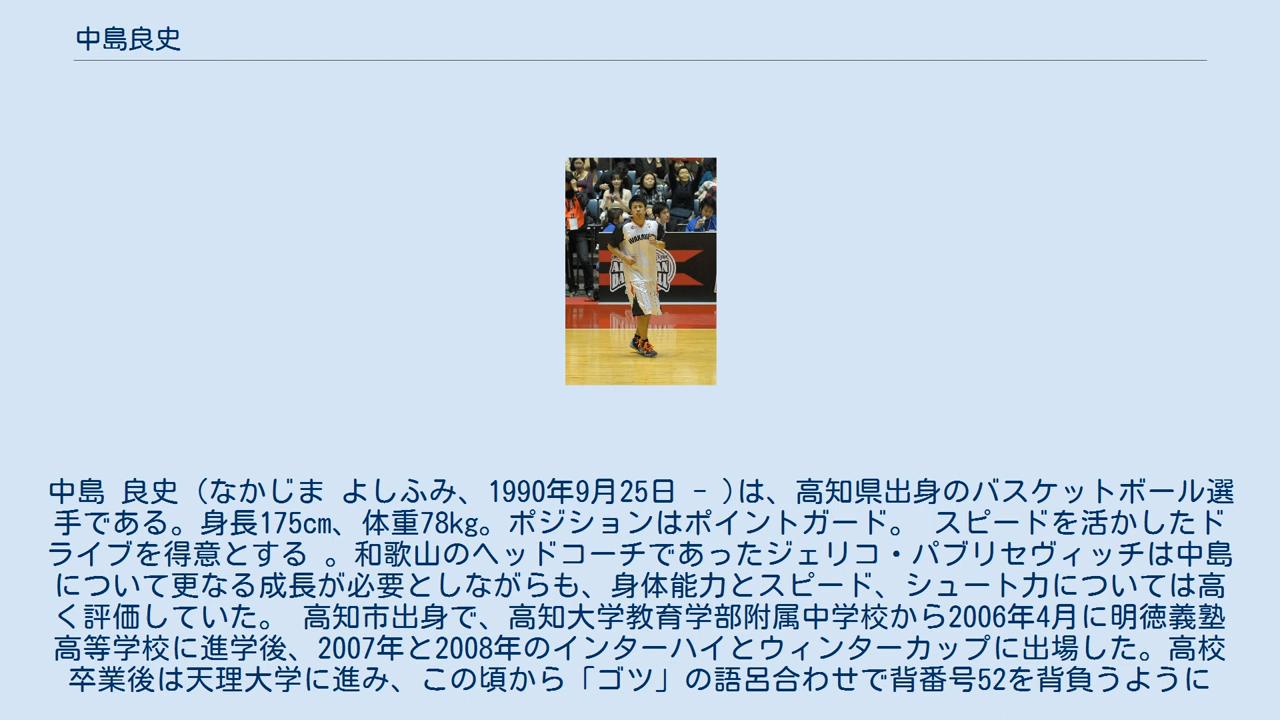 中島良史
中島 良史 (なかじま よしふみ、1990年9月25日 - )は、高知県出身のバスケットボール選
手である。身長175cm、体重78kg。ポジションはポイントガード。 スピードを活かしたド
ライブを得意とする 。和歌山のヘッドコーチであったジェリコ・パブリセヴィッチは中島
について更なる成長が必要としながらも、身体能力とスピード、シュート力については高
く評価していた。 高知市出身で、高知大学教育学部附属中学校から2006年4月に明徳義塾
高等学校に進学後、2007年と2008年のインターハイとウィンターカップに出場した。高校
卒業後は天理大学に進み、この頃から「ゴツ」の語呂合わせで背番号52を背負うように